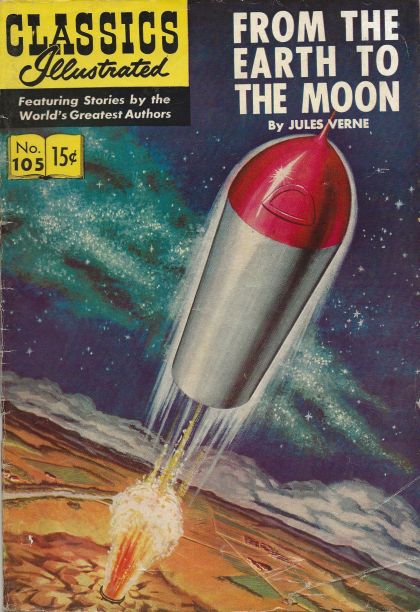 CLASSICS
Illustrated
Featuring Stories by the
World's Greatest Authors
No.
105
15¢
FROM THE
EARTH TO
THE MOON
By JULES VERNE